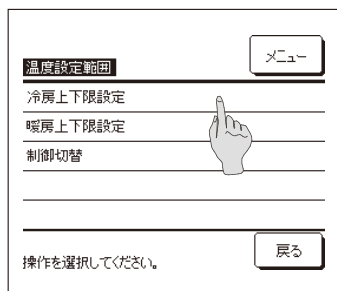 メニュー
温度設定範囲
冷房上下限設定
暖房上下限設定
制御切替
操作を選択してください。
戻る